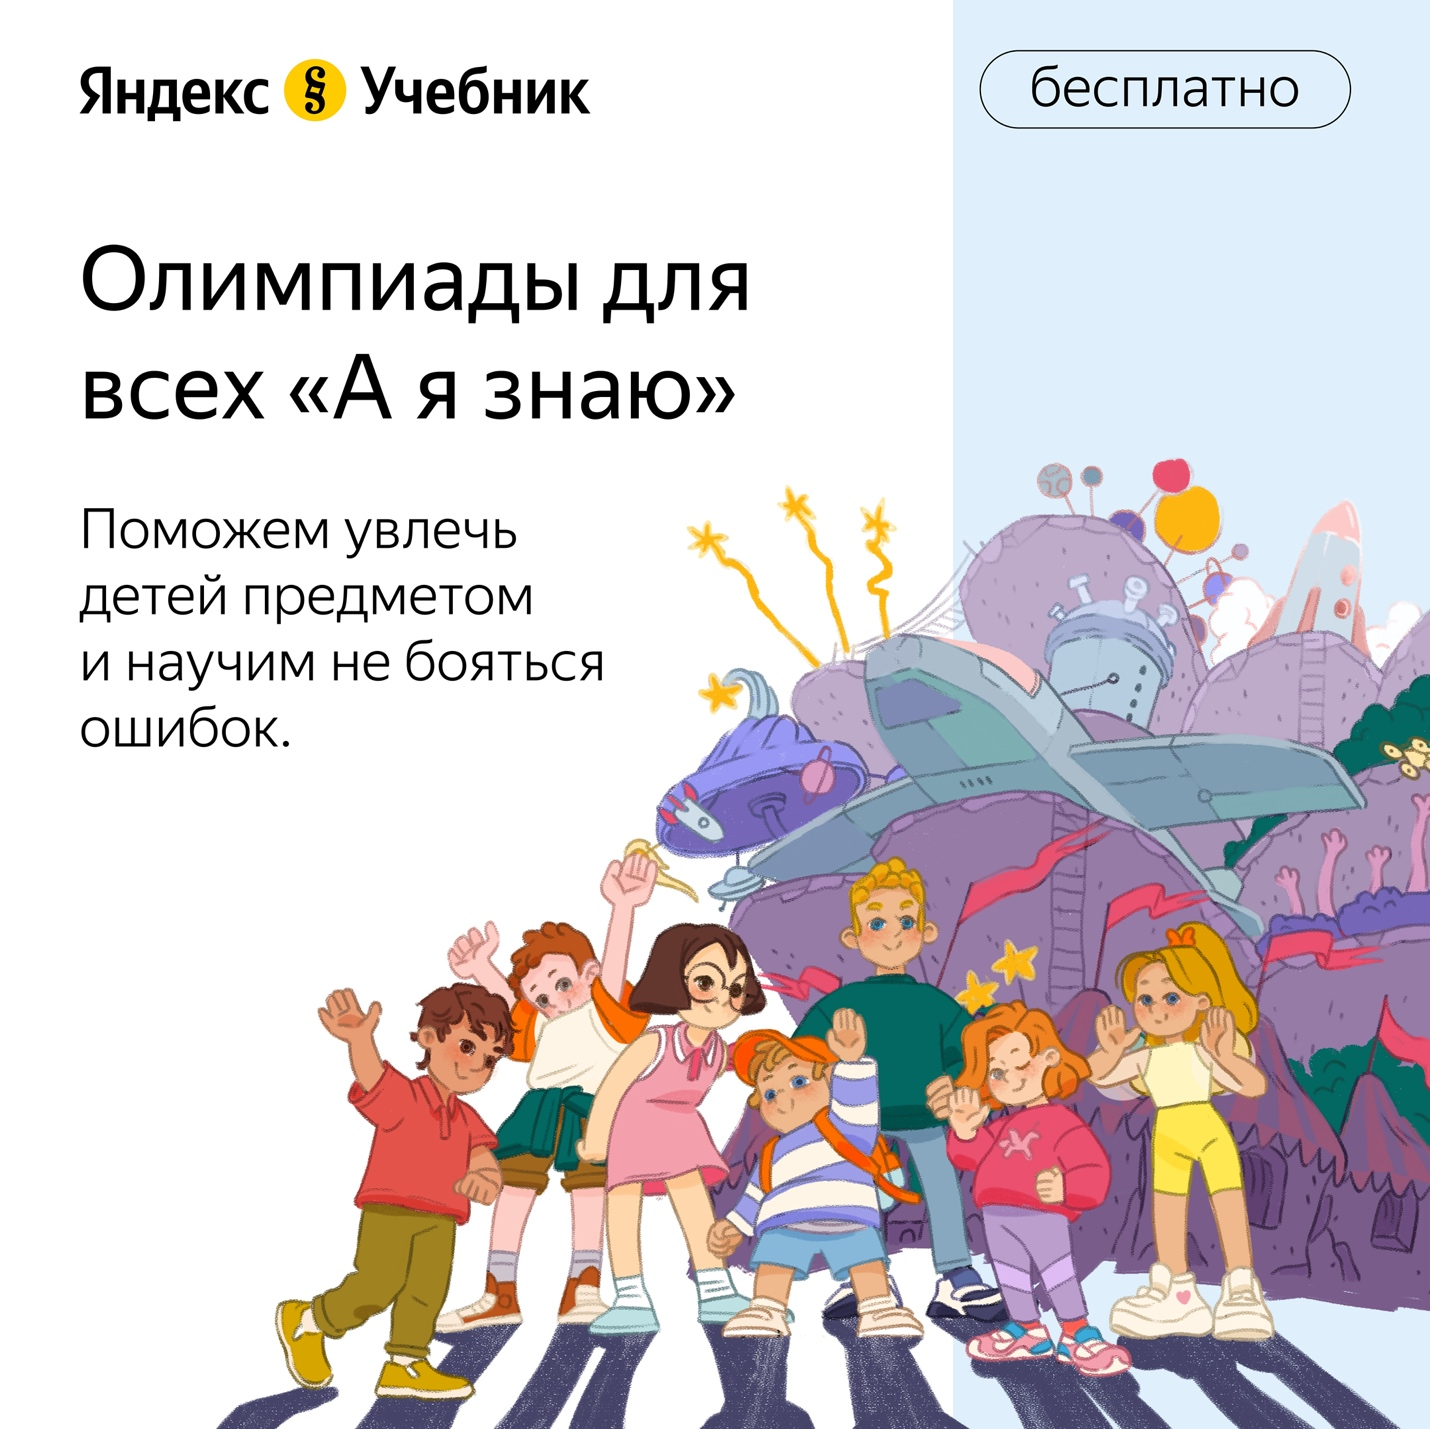 Яндекс Учебник
бесплатно
Олимпиады для
всех «А я знаю»
Поможем увлечь
детей предметом
и научим не бояться
ошибок.